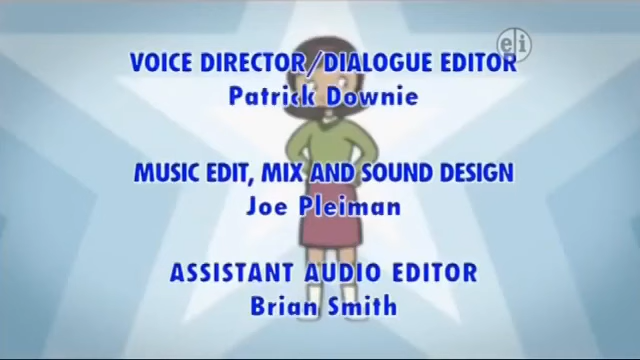 e/i
VOICE DIRECTOR/DIALOGUE EDITOR
Patrick Downie
MUSIC EDIT, MIX AND SOUND DESIGN
Joe Pleiman
ASSISTANT AUDIO EDITOR
Brian Smith